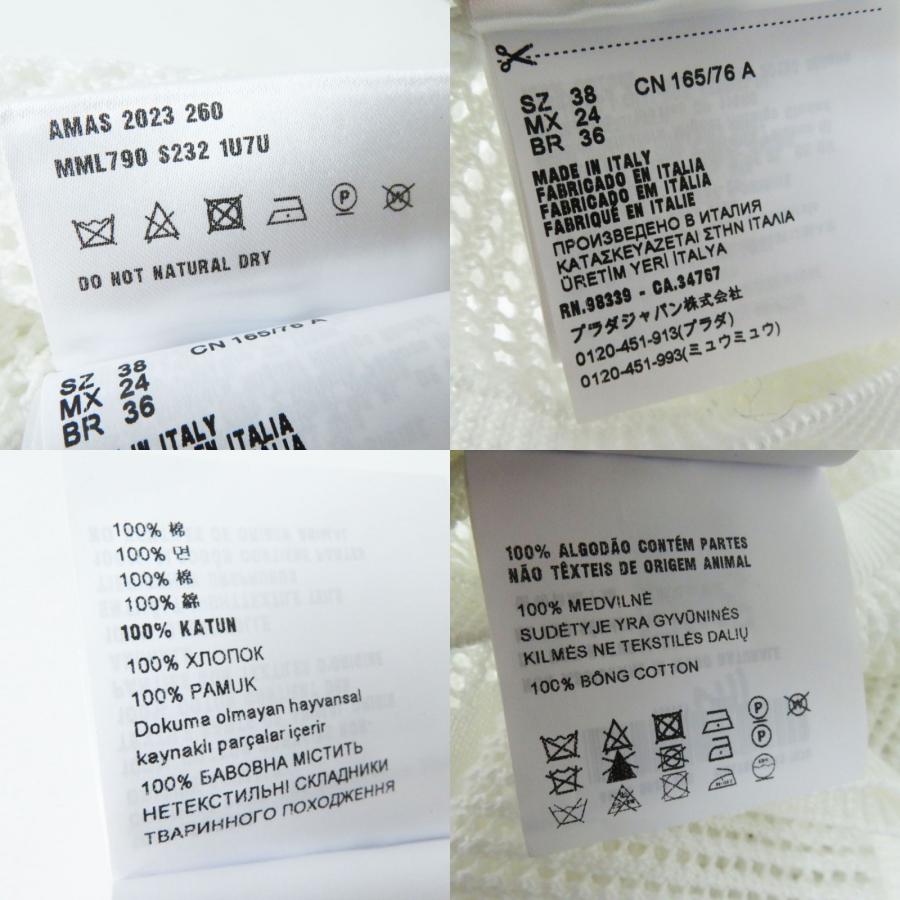 AMAS 2023 260
MML790 S232 1U7U
P
W
DO NOT NATURAL DRY
CN 165/76 A
SZ 38
MX 24
BR 36
IN ITALY
EN ITALIA
ITALIA
SZ 38 CN 165/76 A
MX 24
BR 36
MADE IN ITALY
FABRICADO EN ITALIA
FABRICADO EM ITÁLIA
FABRIQUÉ EN ITALIE
ПРОИЗВЕДЕНО В ИТАЛИЯ
ΚΑΤΑΣΚΕΥΑΖΕΤΑΙ ΣΤΗΝ ΙΤΑΛΙΑ
ÜRETİM YERİ İTALYA
RN.98339 - CA.34767
プラダジャパン株式会社
0120-451-913(プラダ)
0120-451-993(ミュウミュウ)
100% 棉
100% 면
100% 棉
100% 綿
100% KATUN
100% ХЛОПОК
100% PAMUK
Dokuma olmayan hayvansal
kaynaklı parçalar içerir
100% БАВОВНА МІСТИТЬ
НЕТЕКСТИЛЬНІ СКЛАДНИКИ
ТВАРИННОГО ПОХОДЖЕННЯ
100% ALGODÃO CONTÉM PARTES
NÃO TÊXTEIS DE ORIGEM ANIMAL
100% MEDVILNĖ
SUDĖTYJE YRA GYVŪNINĖS
KILMĖS NE TEKSTILĖS DALIŲ
100% BÔNG COTTON
P
W
P